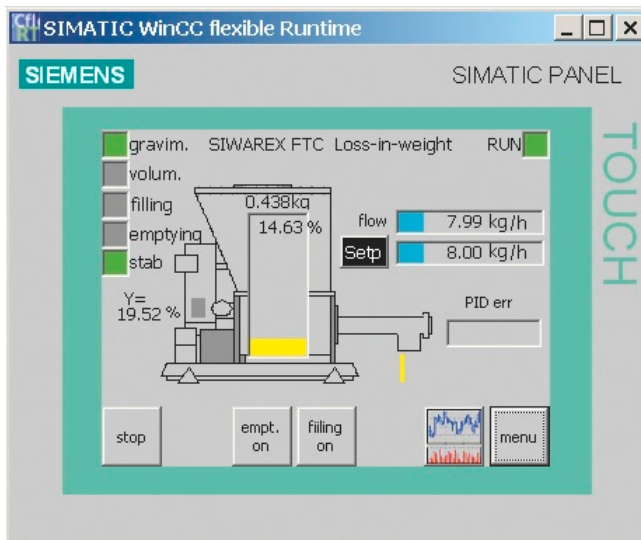 SIMATIC WinCC flexible Runtime
SIEMENS
SIMATIC PANEL
TOUCH
gravim.
SIWAREX FTC Loss-in-weight
RUN
volum.
filling
emptying
stab
0.438kg
14.63 %
flow
7.99 kg/h
Setp
8.00 kg/h
Y=
19.52 %
PID err
stop
empt.
on
fiiling
on
menu